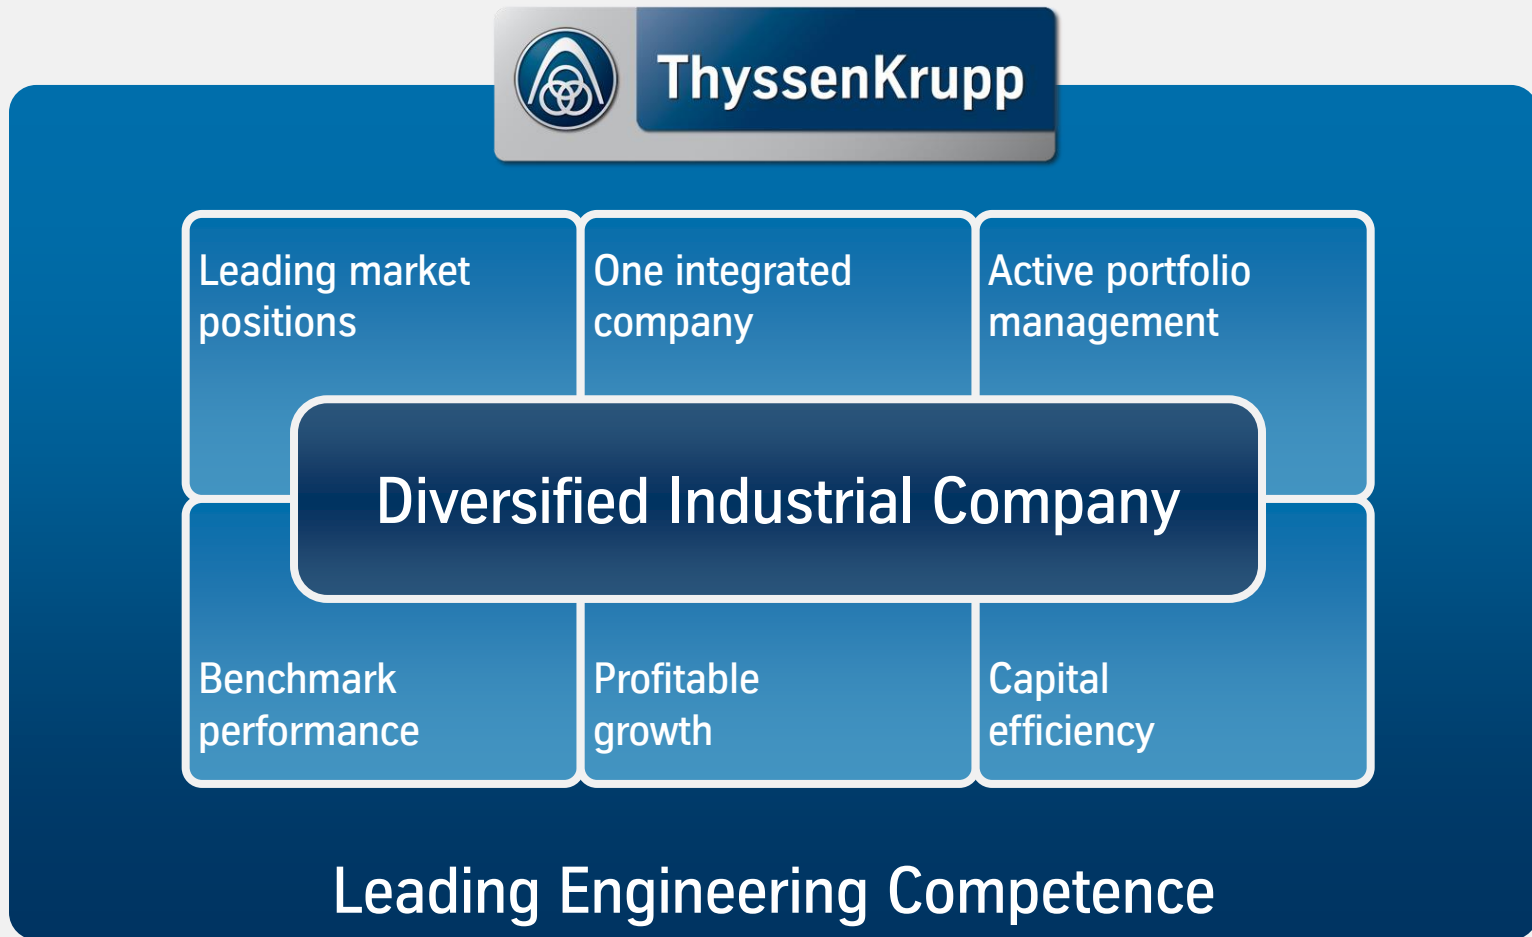 ThyssenKrupp
Leading market
positions
One integrated
company
Active portfolio
management
Diversified Industrial Company
Benchmark
performance
Profitable
growth
Capital
efficiency
Leading Engineering Competence